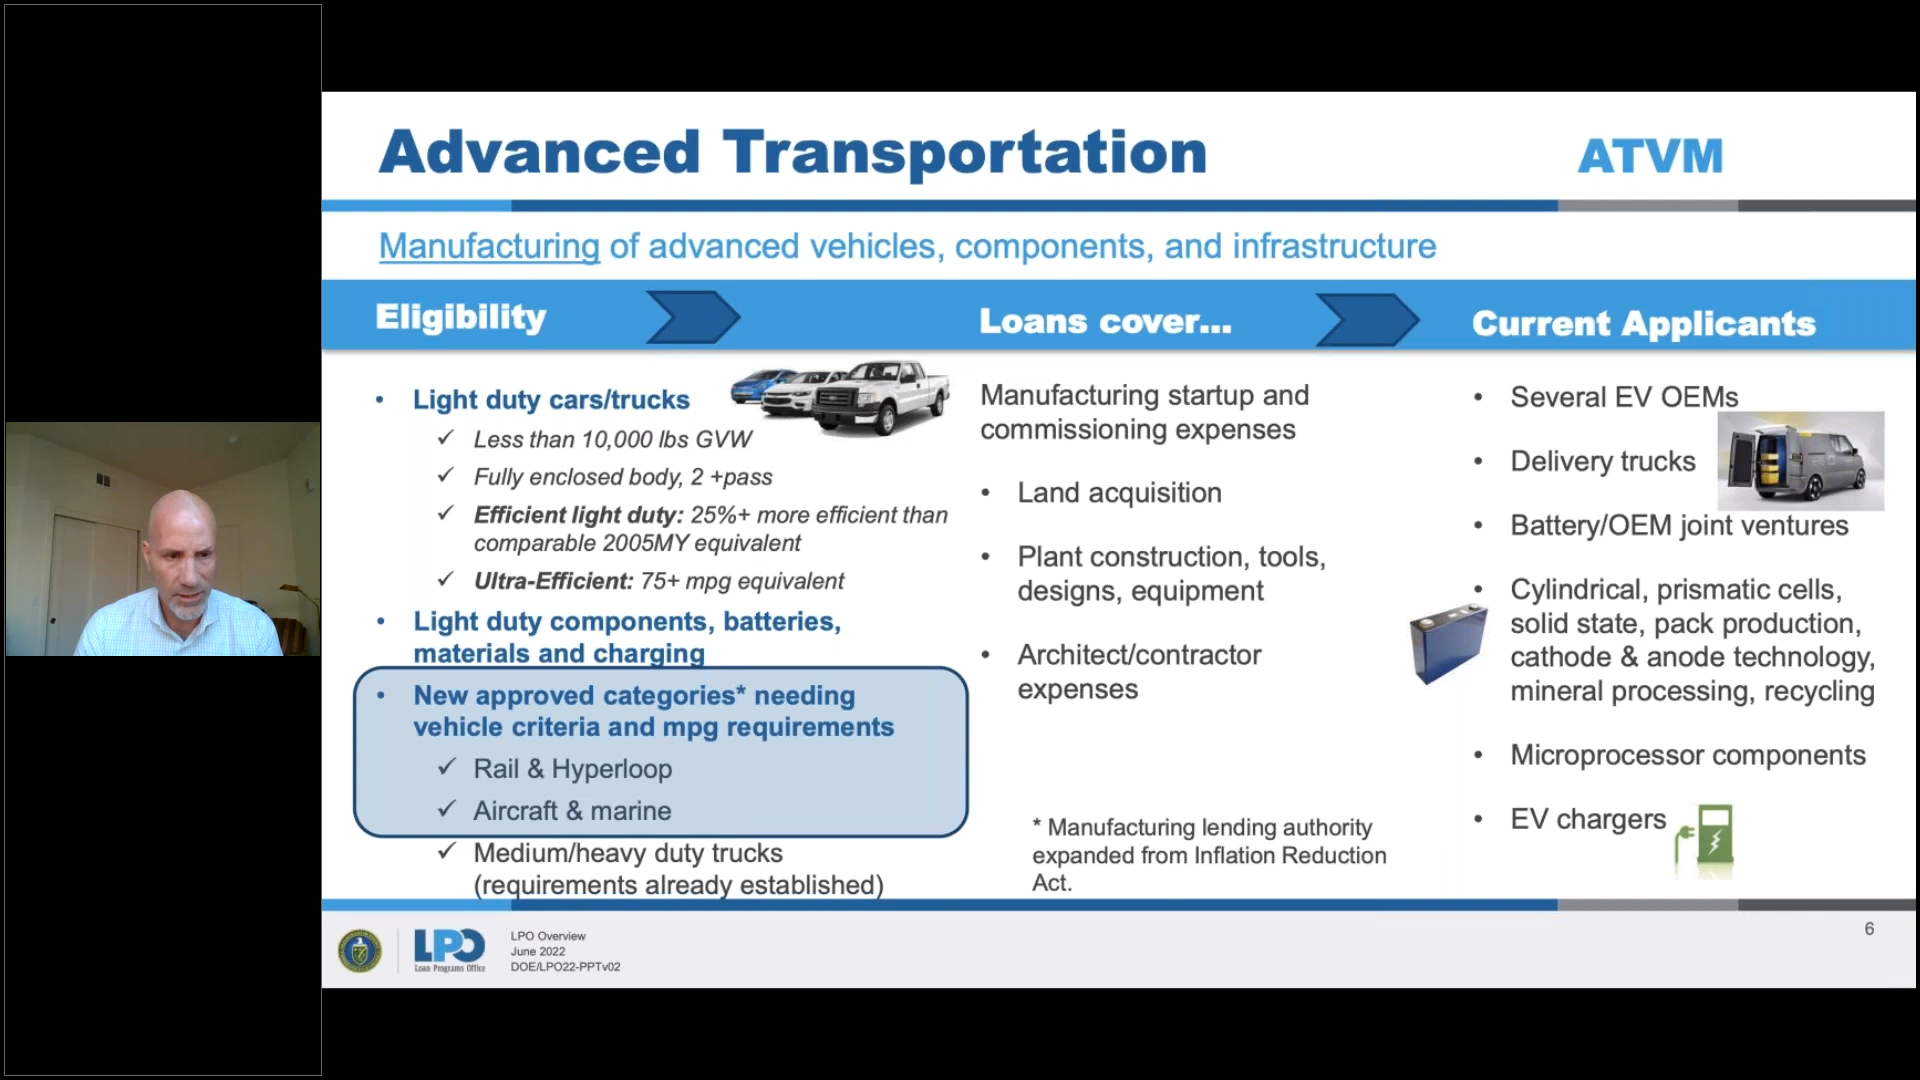 Advanced Transportation
ATVM
Manufacturing of advanced vehicles, components, and infrastructure
Eligibility
Loans cover...
Current Applicants
• Light duty cars/trucks
✓ Less than 10,000 lbs GVW
✓ Fully enclosed body, 2 +pass
✓ Efficient light duty: 25%+ more efficient than
comparable 2005MY equivalent
✓ Ultra-Efficient: 75+ mpg equivalent
• Light duty components, batteries,
materials and charging
• New approved categories* needing
vehicle criteria and mpg requirements
✓ Rail & Hyperloop
✓ Aircraft & marine
✓ Medium/heavy duty trucks
(requirements already established)
Manufacturing startup and
commissioning expenses
• Land acquisition
• Plant construction, tools,
designs, equipment
• Architect/contractor
expenses
* Manufacturing lending authority
expanded from Inflation Reduction
Act.
• Several EV OEMs
• Delivery trucks
• Battery/OEM joint ventures
• Cylindrical, prismatic cells,
solid state, pack production,
cathode & anode technology,
mineral processing, recycling
• Microprocessor components
• EV chargers
LPO
Loan Programs Office
LPO Overview
June 2022
DOE/LPO22-PPTv02
6